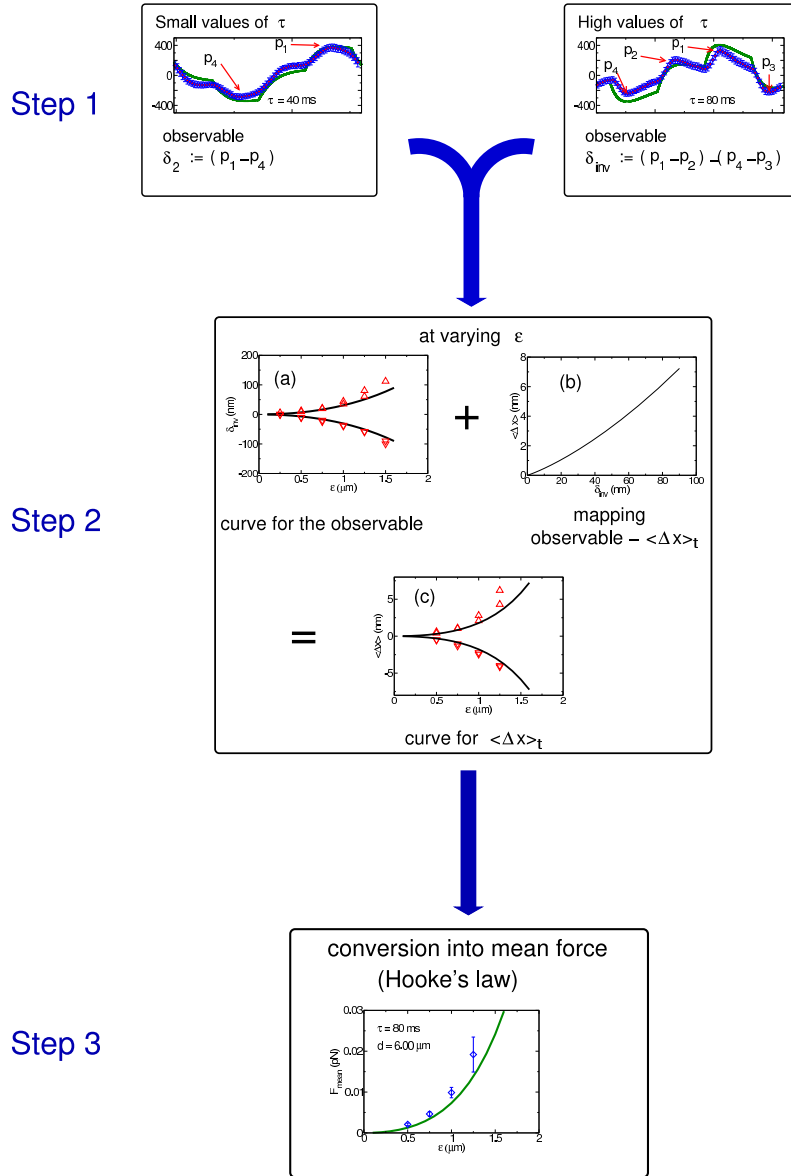 Step 1
Small values of τ
400
0
-400
p4
p1
τ = 40 ms
observable
δ2 := ( p1 – p4 )
High values of τ
400
0
-400
p4
p2
p1
p3
τ = 80 ms
observable
δinv := ( p1 – p2 ) – ( p4 – p3 )
Step 2
at varying ε
(a)
200
100
0
-100
-200
δinv (nm)
0 0.5 1 1.5 2
ε (μm)
curve for the observable
+
(b)
8
6
4
2
0
<Δx> (nm)
0 20 40 60 80 100
δinv (nm)
mapping
observable – <Δx>t
=
(c)
5
0
-5
<Δx> (nm)
0 0.5 1 1.5 2
ε (μm)
curve for <Δx>t
Step 3
conversion into mean force
(Hooke's law)
0.03
0.02
0.01
0
Fmean (pN)
τ = 80 ms
d = 6.00 μm
0 0.5 1 1.5 2
ε (μm)